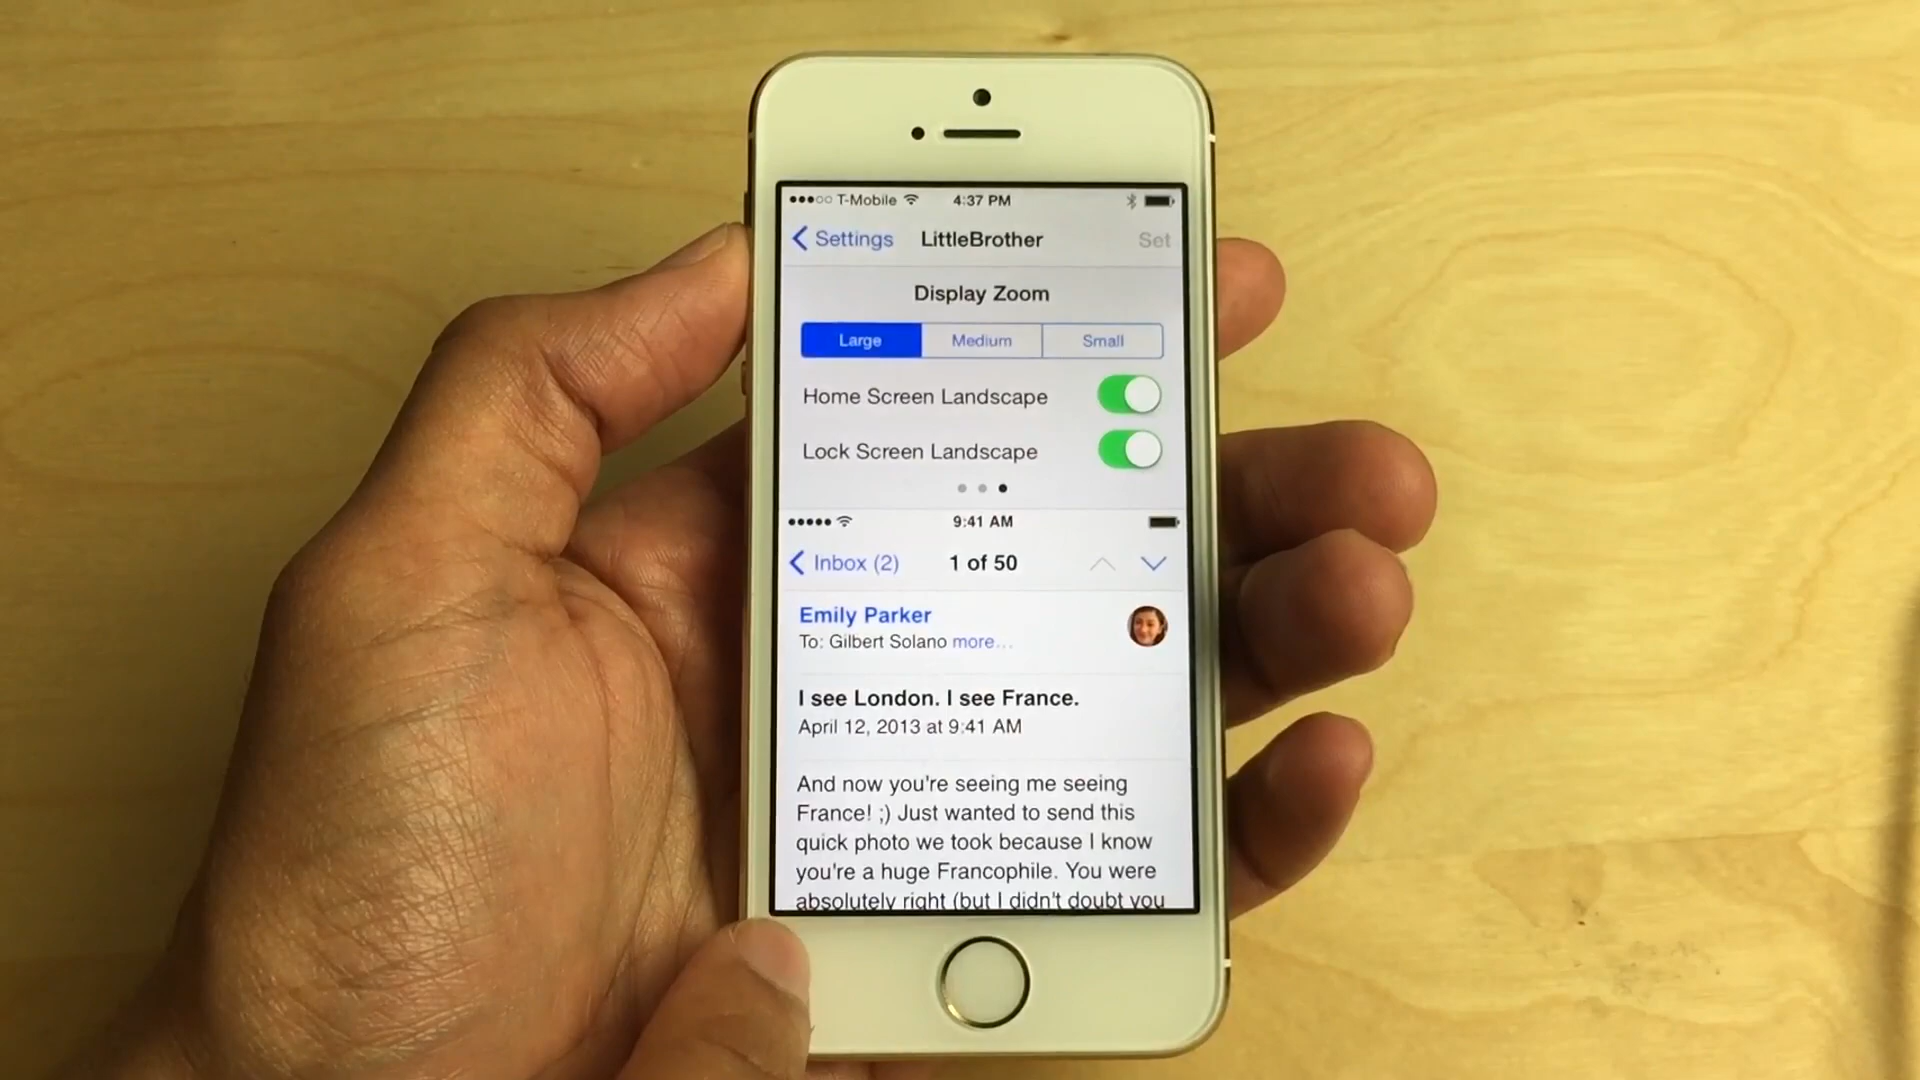 T-Mobile 4:37 PM
Settings LittleBrother Set
Display Zoom
Large Medium Small
Home Screen Landscape
Lock Screen Landscape
9:41 AM
Inbox (2) 1 of 50
Emily Parker
To: Gilbert Solano more...
I see London. I see France.
April 12, 2013 at 9:41 AM
And now you're seeing me seeing
France! ;) Just wanted to send this
quick photo we took because I know
you're a huge Francophile. You were
absolutely right (but I didn't doubt you